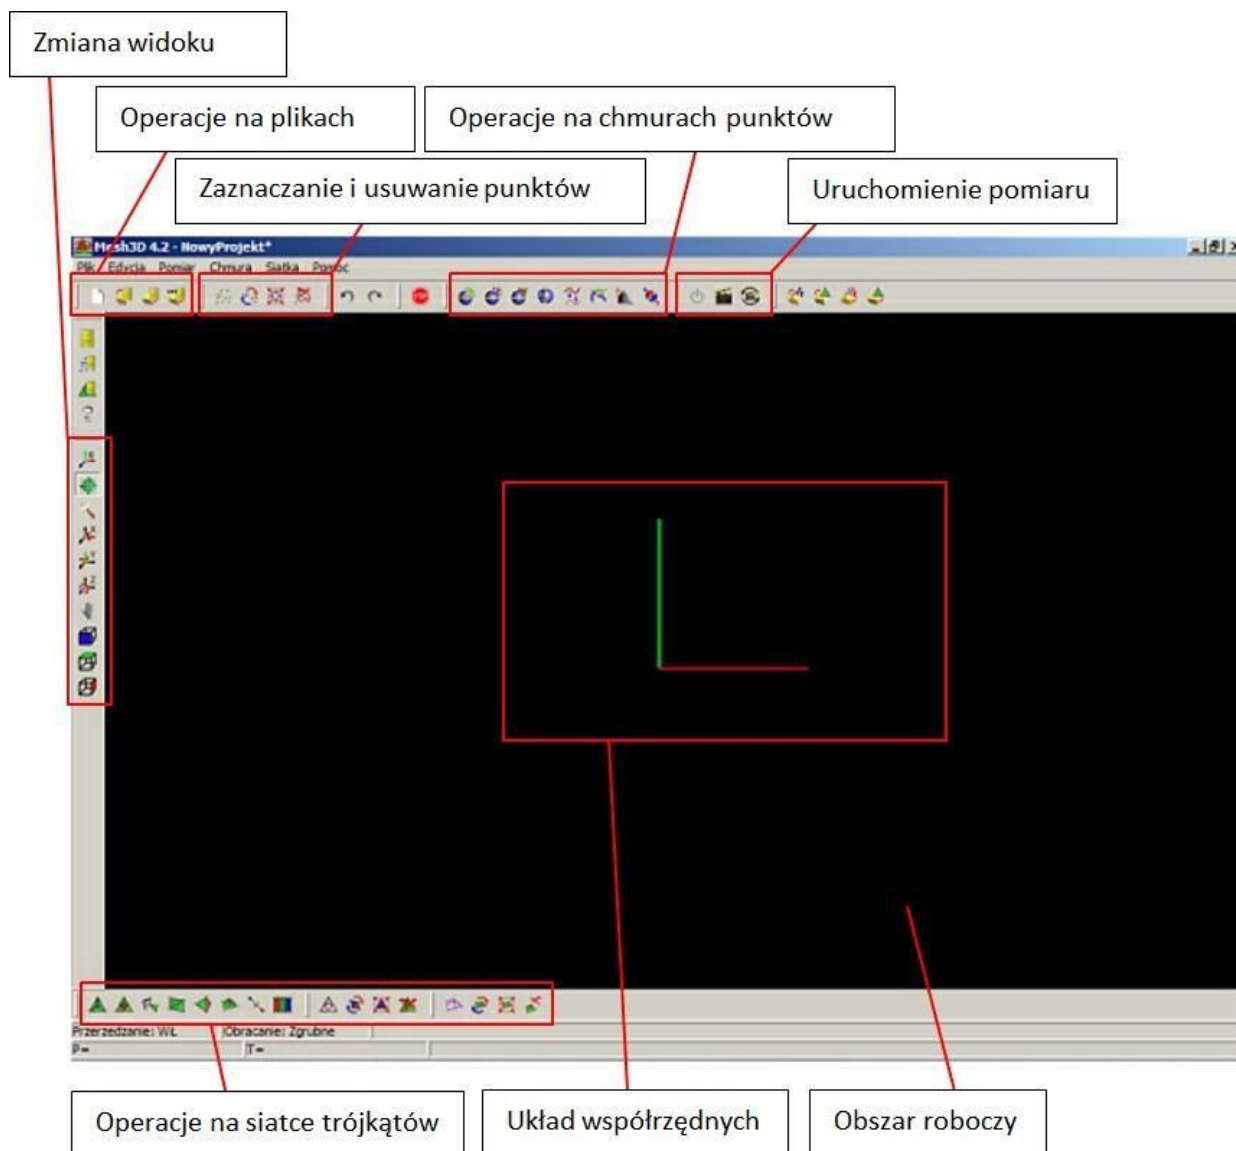 Zmiana widoku
Operacje na plikach
Operacje na chmurach punktów
Zaznaczanie i usuwanie punktów
Uruchomienie pomiaru
Mesh3D 4.2 - NowyProjekt*
Plik Edycja Pomiar Chmura Siatka Pomoc
Przerzedzanie: WŁ Obracanie: Zgrubne
P= T=
Operacje na siatce trójkątów
Układ współrzędnych
Obszar roboczy